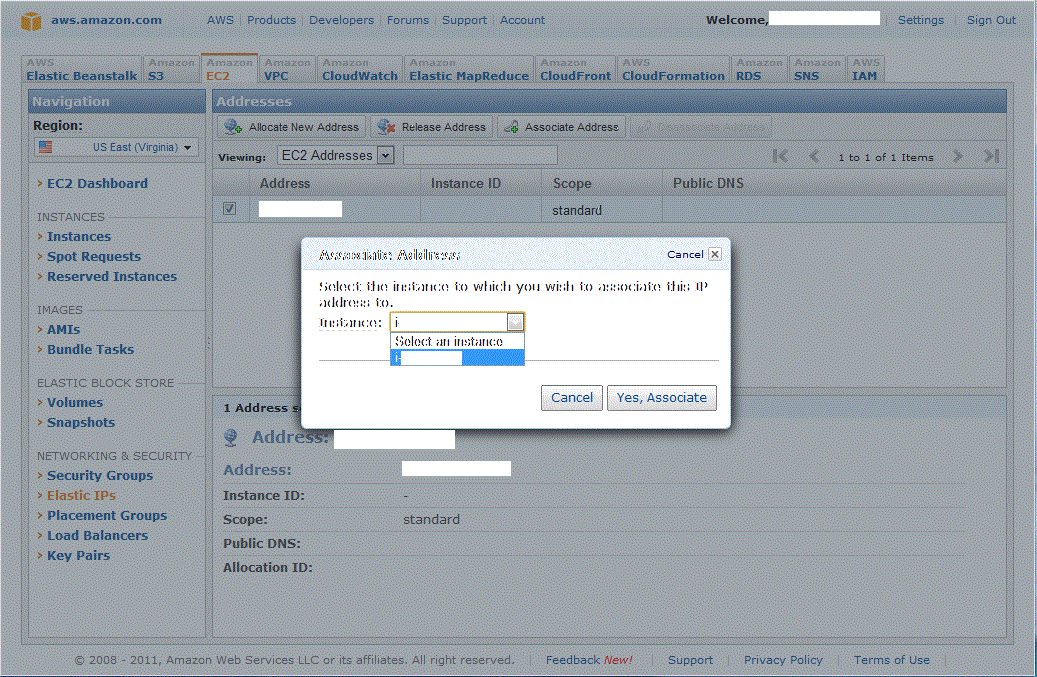 aws.amazon.com AWS | Products | Developers | Forums | Support | Account Welcome, | Settings | Sign Out
AWS Elastic Beanstalk
Amazon S3
Amazon EC2
Amazon VPC
Amazon CloudWatch
Amazon Elastic MapReduce
Amazon CloudFront
AWS CloudFormation
Amazon RDS
Amazon SNS
AWS IAM
Navigation
Region:
US East (Virginia)
> EC2 Dashboard
INSTANCES
> Instances
> Spot Requests
> Reserved Instances
IMAGES
> AMIs
> Bundle Tasks
ELASTIC BLOCK STORE
> Volumes
> Snapshots
NETWORKING & SECURITY
> Security Groups
> Elastic IPs
> Placement Groups
> Load Balancers
> Key Pairs
Addresses
Allocate New Address Release Address Associate Address Disassociate Address
Viewing: EC2 Addresses 1 to 1 of 1 Items
Address Instance ID Scope Public DNS
standard
Associate Address Cancel
Select the instance to which you wish to associate this IP
address to.
Instance: i-
Select an instance
i-
Cancel Yes, Associate
1 Address s
Address:
Address:
Instance ID: -
Scope: standard
Public DNS:
Allocation ID:
© 2008 - 2011, Amazon Web Services LLC or its affiliates. All right reserved. | Feedback New! | Support | Privacy Policy | Terms of Use |